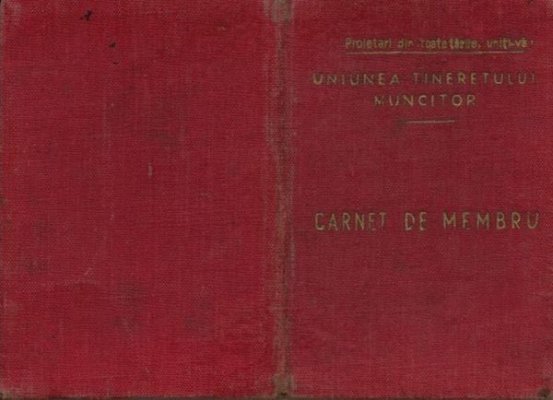 Proletari din toate țările, uniți-vă!
UNIUNEA TINERETULUI
MUNCITOR
CARNET DE MEMBRU